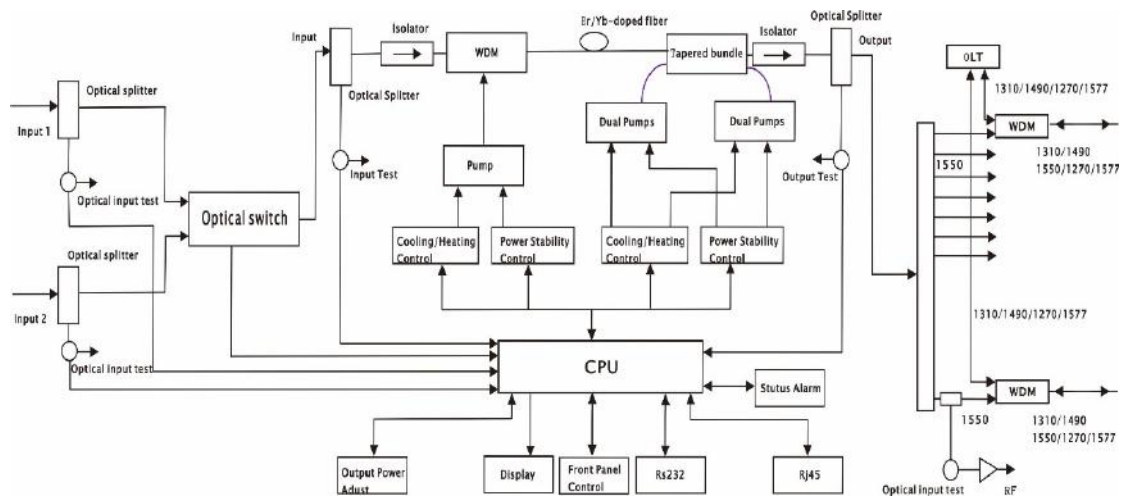 Optical Splitter
Er/Yb-doped fiber
Input
Isolator
Isolator
Output
WDM
Tapered bundle
OLT
Optical splitter
Optical Splitter
1310/1490/1270/1577
Input 1
Dual Pumps
Dual Pumps
WDM
1550
1310/1490
1550/1270/1577
Input Test
Pump
Output Test
Optical input test
Optical switch
Cooling/Heating
Control
Power Stability
Control
Cooling/Heating
Control
Power Stability
Control
Optical splitter
Input 2
1310/1490/1270/1577
Optical input test
CPU
Stutus Alarm
WDM
1550
1310/1490
1550/1270/1577
Output Power
Adjust
Display
Front Panel
Control
Rs232
Rj45
Optical input test
RF